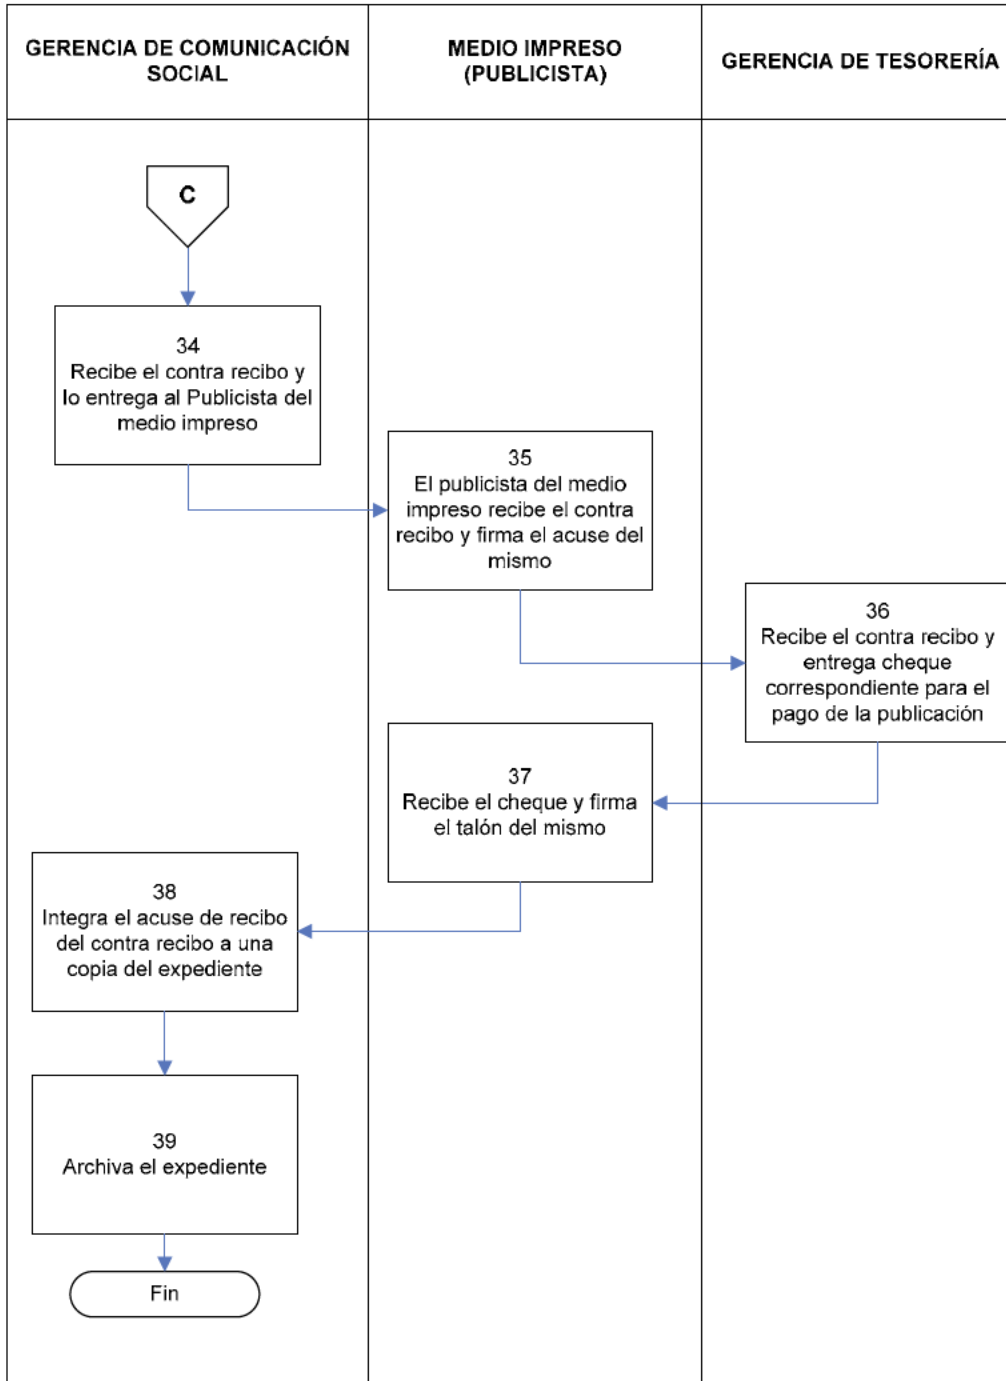 GERENCIA DE COMUNICACIÓN
SOCIAL
MEDIO IMPRESO
(PUBLICISTA)
GERENCIA DE TESORERÍA
C
34
Recibe el contra recibo y
lo entrega al Publicista del
medio impreso
35
El publicista del medio
impreso recibe el contra
recibo y firma el acuse del
mismo
36
Recibe el contra recibo y
entrega cheque
correspondiente para el
pago de la publicación
37
Recibe el cheque y firma
el talón del mismo
38
Integra el acuse de recibo
del contra recibo a una
copia del expediente
39
Archiva el expediente
Fin